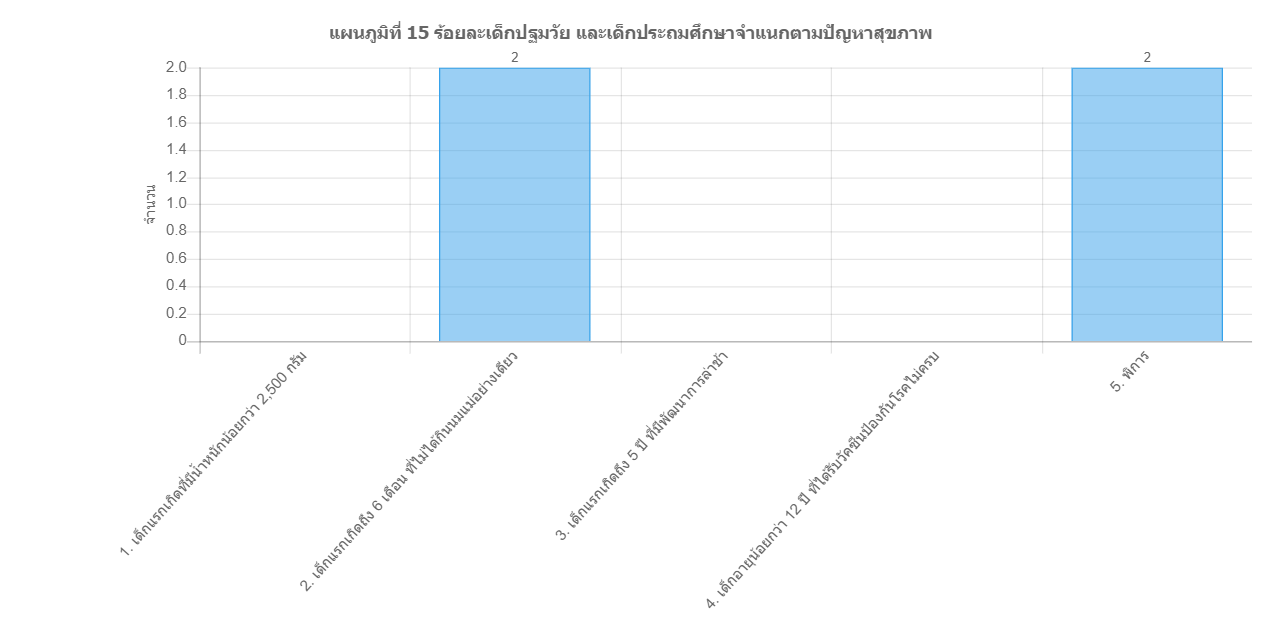 แผนภูมิที่ 15 ร้อยละเด็กปฐมวัย และเด็กประถมศึกษาจำแนกตามปัญหาสุขภาพ
2
2
2.0
1.8
1.6
1.4
1.2
1.0
0.8
0.6
0.4
0.2
0
จำนวน
1. เด็กแรกเกิดที่มีน้ำหนักน้อยกว่า 2,500 กรัม
2. เด็กแรกเกิดถึง 6 เดือน ที่ไม่ได้กินนมแม่อย่างเดียว
3. เด็กแรกเกิดถึง 5 ปี ที่มีพัฒนาการล่าช้า
4. เด็กอายุน้อยกว่า 12 ปี ที่ได้รับวัคซีนป้องกันโรคไม่ครบ
5. พิการ